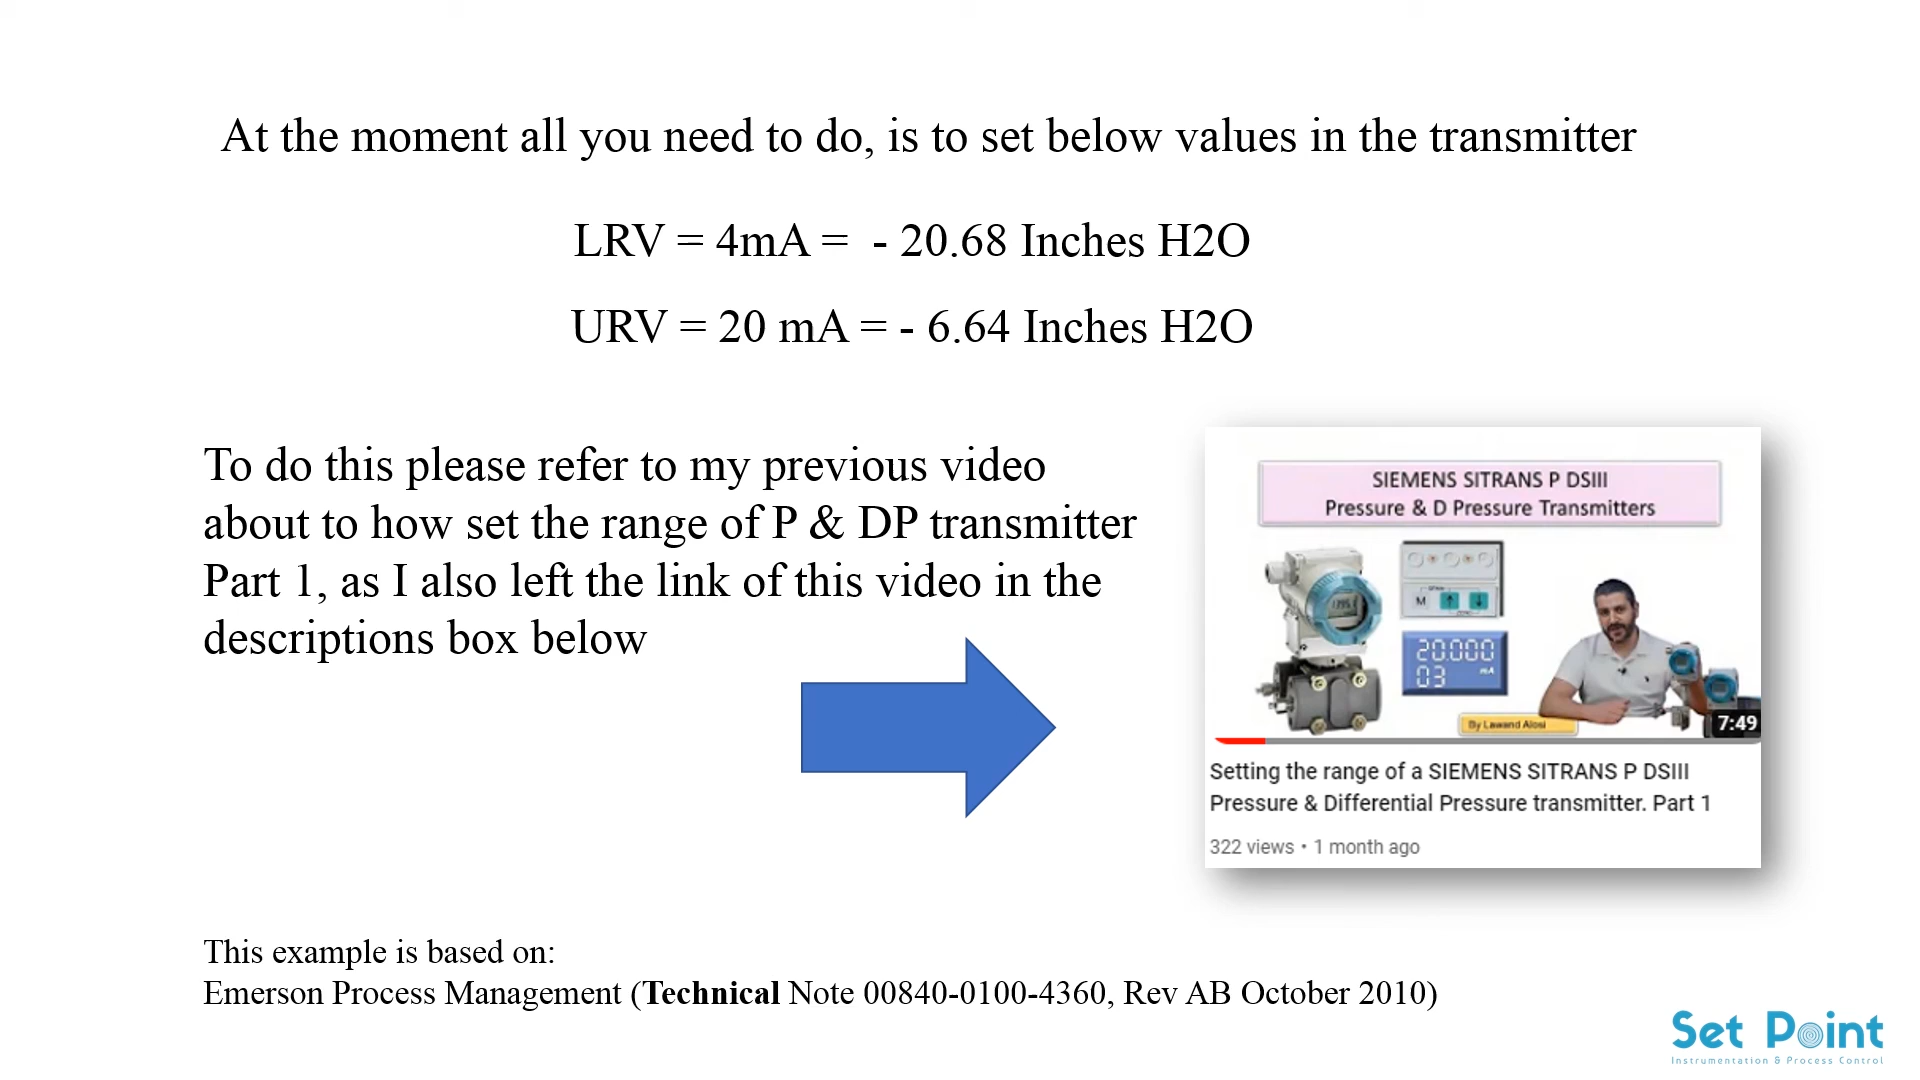 At the moment all you need to do, is to set below values in the transmitter
LRV = 4mA =  - 20.68 Inches H2O
URV = 20 mA = - 6.64 Inches H2O
To do this please refer to my previous video
about to how set the range of P & DP transmitter
Part 1, as I also left the link of this video in the
descriptions box below
SIEMENS SITRANS P DSIII
Pressure & D Pressure Transmitters
M
20.000
03 mA
By Lawand Alosi
7:49
Setting the range of a SIEMENS SITRANS P DSIII
Pressure & Differential Pressure transmitter. Part 1
322 views • 1 month ago
This example is based on:
Emerson Process Management (Technical Note 00840-0100-4360, Rev AB October 2010)
Set Point
Instrumentation & Process Control